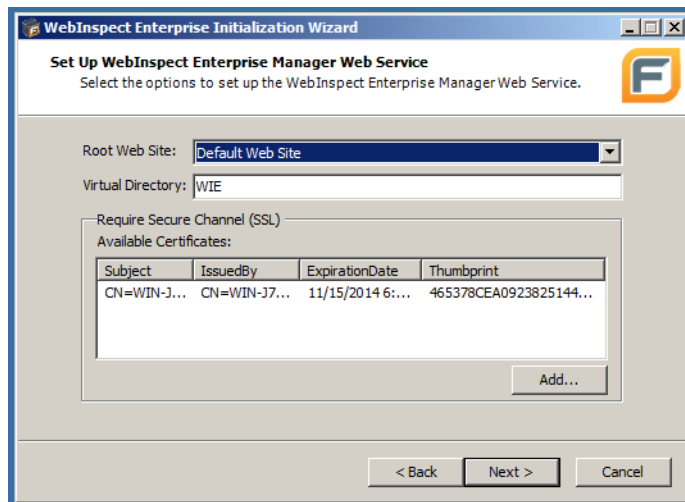 WebInspect Enterprise Initialization Wizard
Set Up WebInspect Enterprise Manager Web Service
Select the options to set up the WebInspect Enterprise Manager Web Service.
Root Web Site: Default Web Site
Virtual Directory: WIE
Require Secure Channel (SSL)
Available Certificates:
Subject IssuedBy ExpirationDate Thumbprint
CN=WIN-J... CN=WIN-J7... 11/15/2014 6:... 465378CEA0923825144...
Add...
< Back Next > Cancel